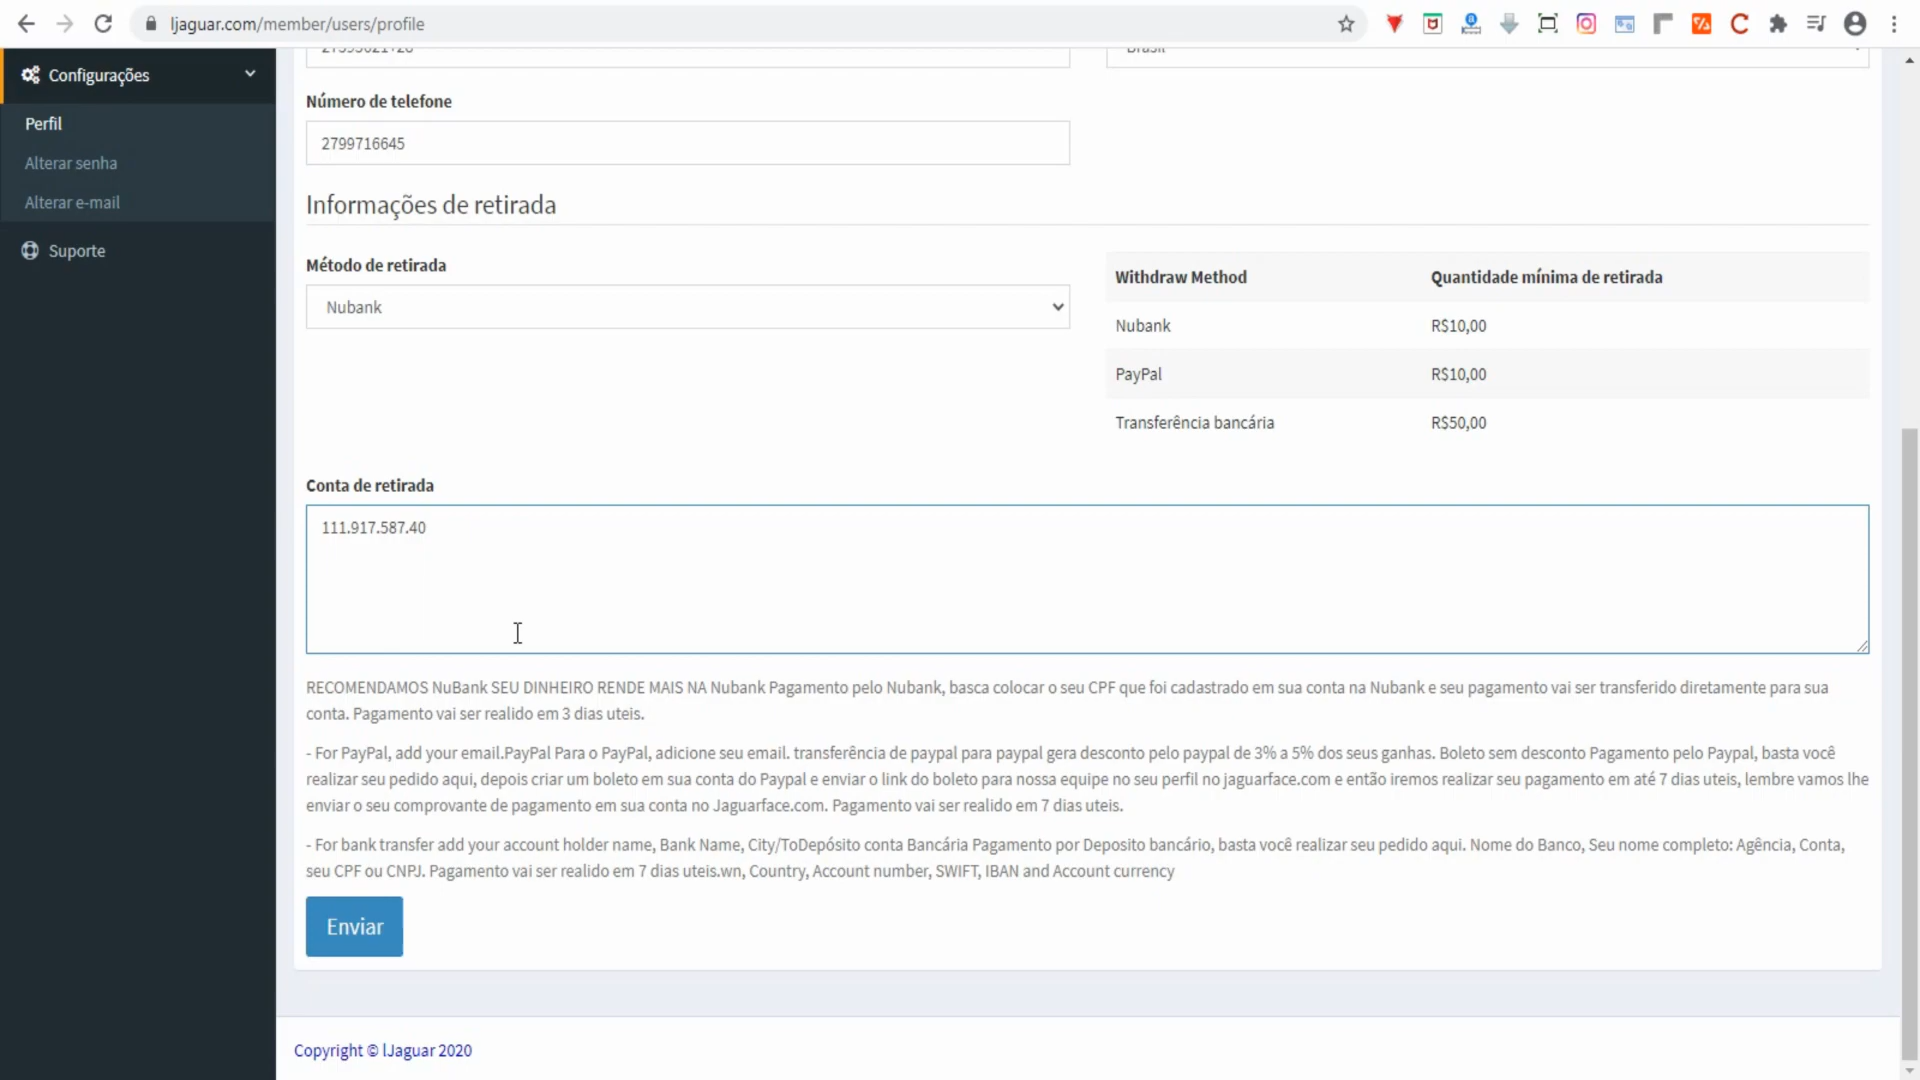 ljaguar.com/member/users/profile
Configurações
Perfil
Alterar senha
Alterar e-mail
Suporte
Brasil
Número de telefone
2799716645
Informações de retirada
Método de retirada
Nubank
Withdraw Method Quantidade mínima de retirada
Nubank R$10,00
PayPal R$10,00
Transferência bancária R$50,00
Conta de retirada
111.917.587.40
RECOMENDAMOS NuBank SEU DINHEIRO RENDE MAIS NA Nubank Pagamento pelo Nubank, basca colocar o seu CPF que foi cadastrado em sua conta na Nubank e seu pagamento vai ser transferido diretamente para sua
conta. Pagamento vai ser realido em 3 dias uteis.
- For PayPal, add your email.PayPal Para o PayPal, adicione seu email. transferência de paypal para paypal gera desconto pelo paypal de 3% a 5% dos seus ganhas. Boleto sem desconto Pagamento pelo Paypal, basta você
realizar seu pedido aqui, depois criar um boleto em sua conta do Paypal e enviar o link do boleto para nossa equipe no seu perfil no jaguarface.com e então iremos realizar seu pagamento em até 7 dias uteis, lembre vamos lhe
enviar o seu comprovante de pagamento em sua conta no Jaguarface.com. Pagamento vai ser realido em 7 dias uteis.
- For bank transfer add your account holder name, Bank Name, City/ToDepósito conta Bancária Pagamento por Deposito bancário, basta você realizar seu pedido aqui. Nome do Banco, Seu nome completo: Agência, Conta,
seu CPF ou CNPJ. Pagamento vai ser realido em 7 dias uteis.wn, Country, Account number, SWIFT, IBAN and Account currency
Enviar
Copyright © lJaguar 2020